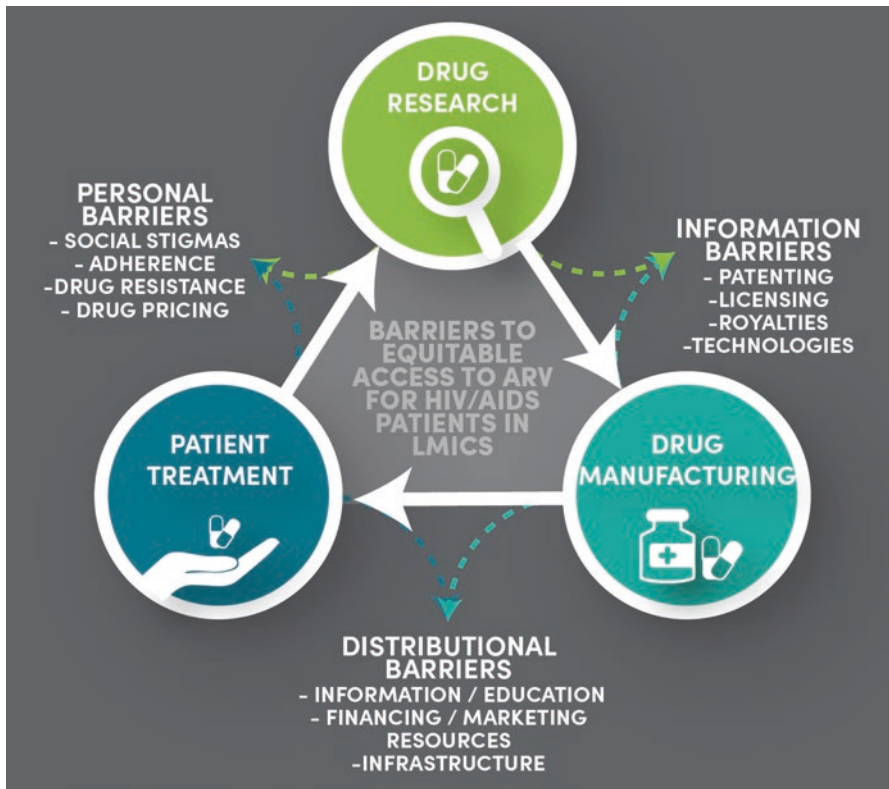 DRUG
RESEARCH
PERSONAL
BARRIERS
- SOCIAL STIGMAS
- ADHERENCE
-DRUG RESISTANCE
- DRUG PRICING
INFORMATION
BARRIERS
- PATENTING
-LICENSING
-ROYALTIES
-TECHNOLOGIES
BARRIERS TO
EQUITABLE
ACCESS TO ARV
FOR HIV/AIDS
PATIENTS IN
LMICS
PATIENT
TREATMENT
DRUG
MANUFACTURING
DISTRIBUTIONAL
BARRIERS
- INFORMATION / EDUCATION
- FINANCING / MARKETING
RESOURCES
-INFRASTRUCTURE